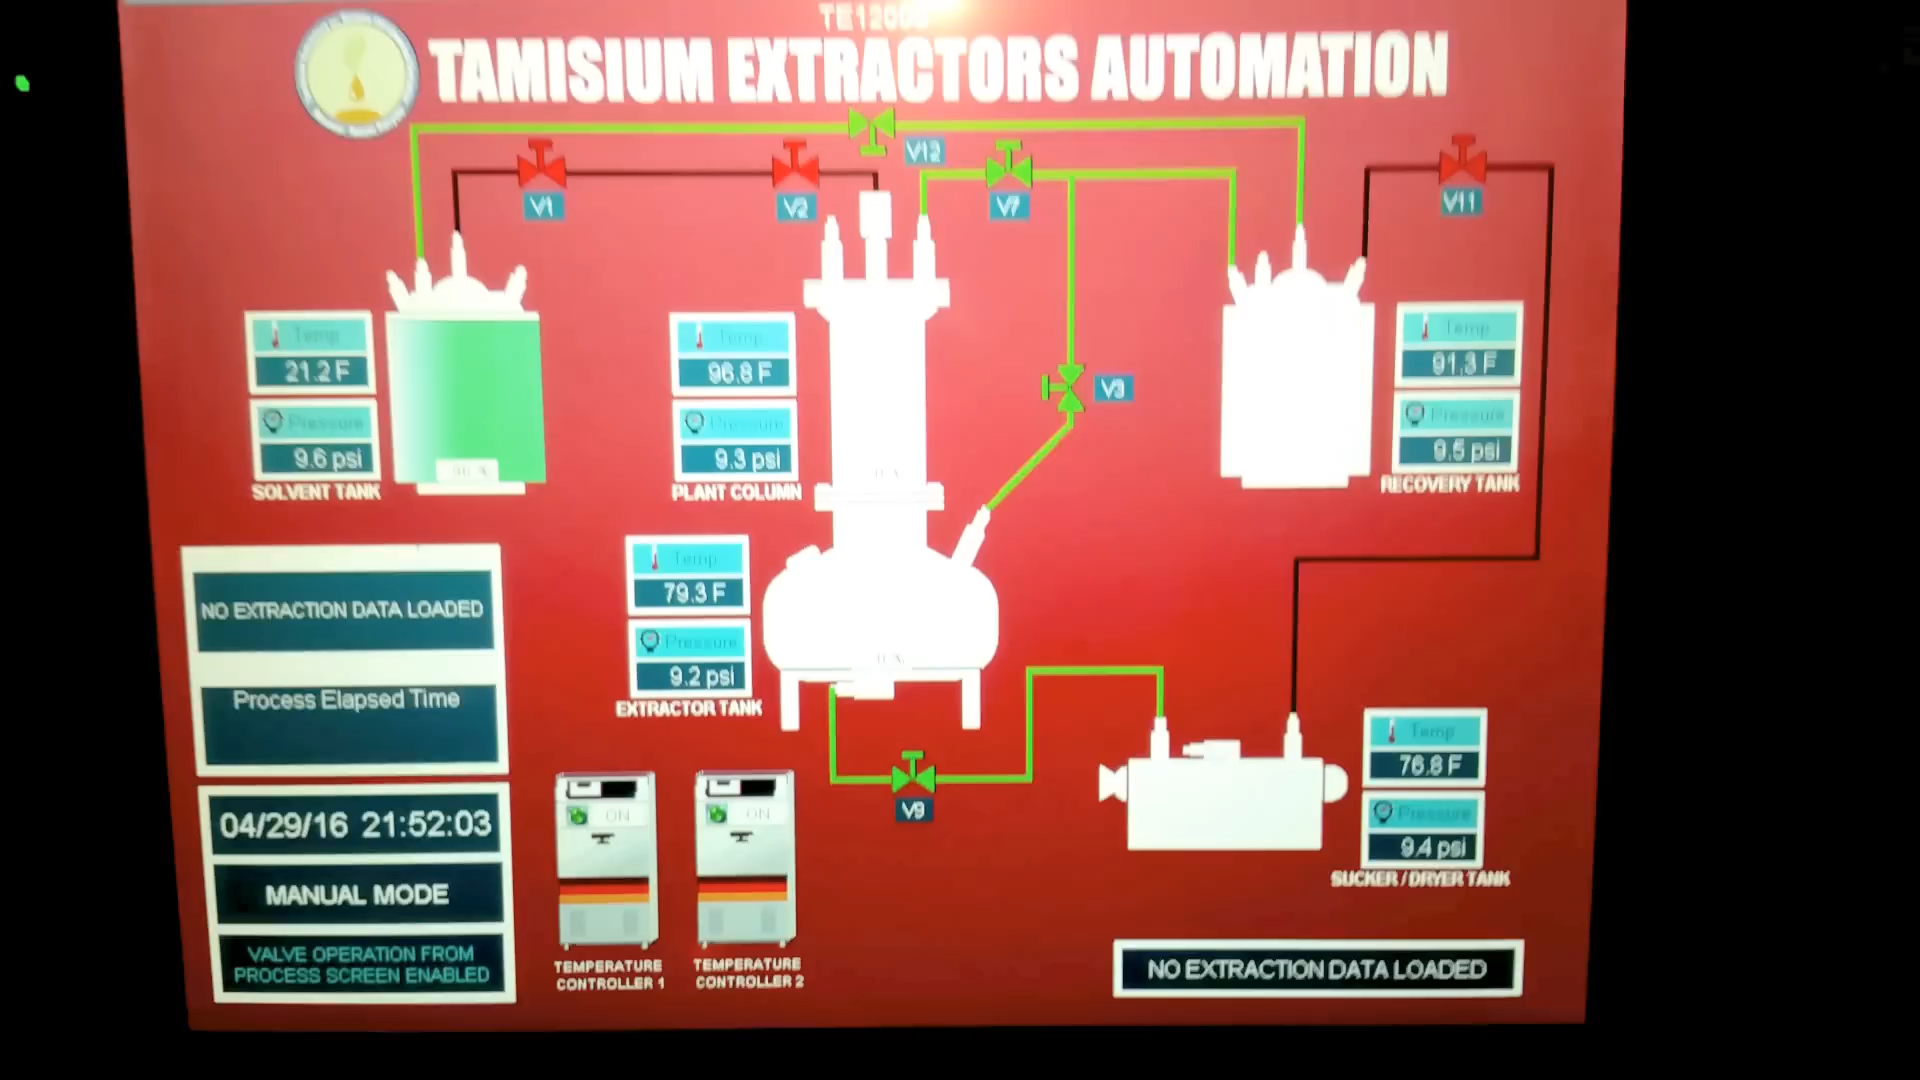 TAMISIUM EXTRACTORS AUTOMATION
V12
V1
V2
V7
V11
Temp
21.2 F
Pressure
9.6 psi
SOLVENT TANK
Temp
96.8 F
Pressure
9.3 psi
PLANT COLUMN
V3
Temp
91.3 F
Pressure
9.5 psi
RECOVERY TANK
Temp
79.3 F
Pressure
9.2 psi
EXTRACTOR TANK
NO EXTRACTION DATA LOADED
Process Elapsed Time
04/29/16 21:52:03
MANUAL MODE
VALVE OPERATION FROM
PROCESS SCREEN ENABLED
ON
ON
TEMPERATURE
CONTROLLER 1
TEMPERATURE
CONTROLLER 2
V9
Temp
76.8 F
Pressure
9.4 psi
SUCKER / DRYER TANK
NO EXTRACTION DATA LOADED